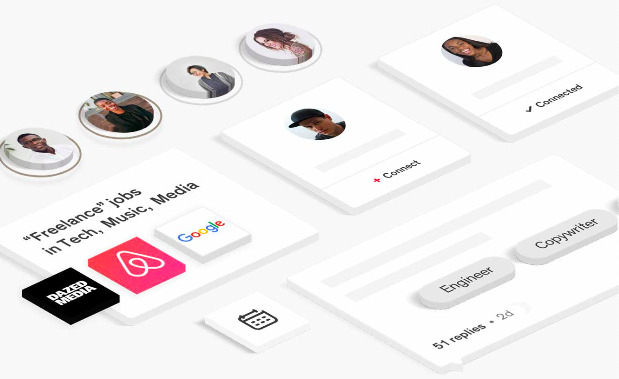 ✓ Connected
+ Connect
“Freelance” jobs
in Tech, Music, Media
Google
DAZED
MEDIA
Copywriter
Engineer
51 replies • 2d